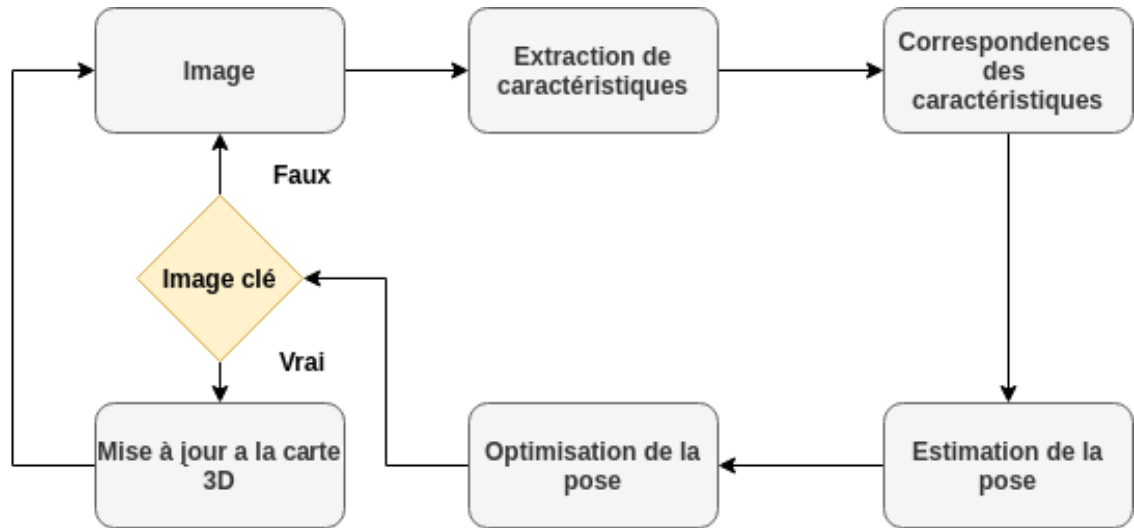 Image
Extraction de
caractéristiques
Correspondences
des
caractéristiques
Faux
Image clé
Vrai
Mise à jour a la carte
3D
Optimisation de la
pose
Estimation de la
pose